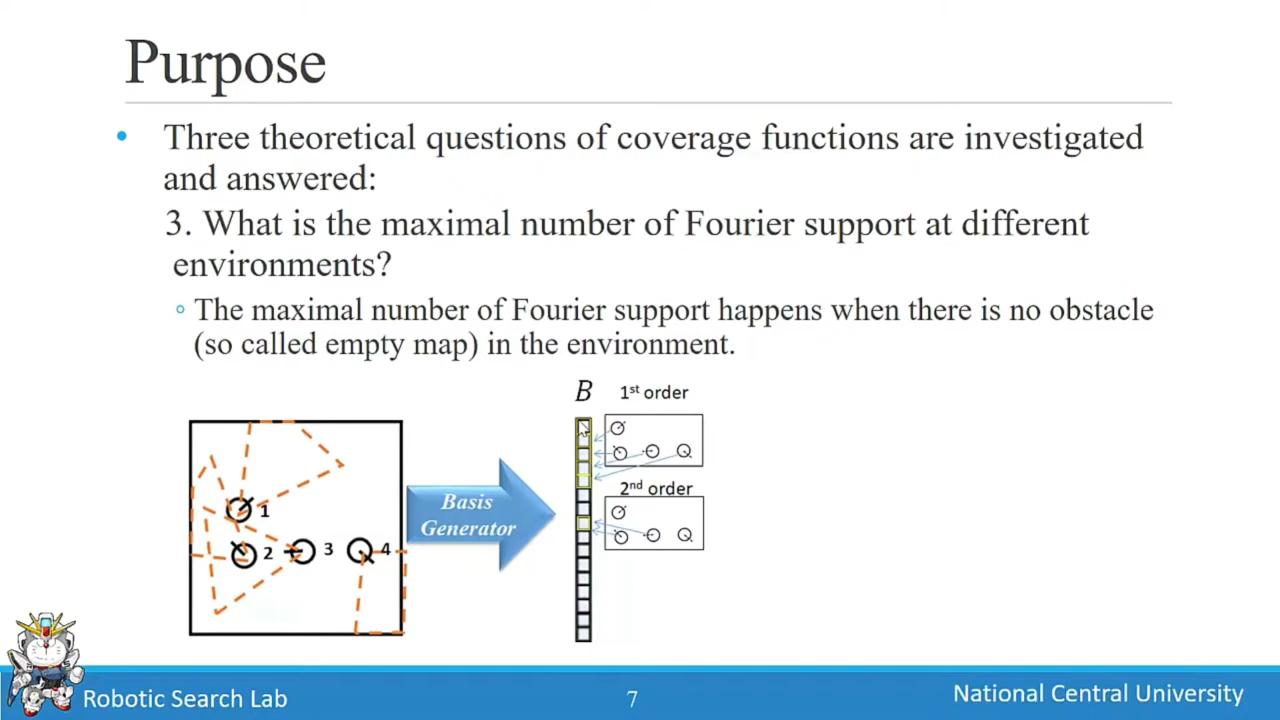 Purpose
• Three theoretical questions of coverage functions are investigated
and answered:
3. What is the maximal number of Fourier support at different
environments?
◦ The maximal number of Fourier support happens when there is no obstacle
(so called empty map) in the environment.
B
1st order
2nd order
Basis
Generator
1
2
3
4
Robotic Search Lab
7
National Central University